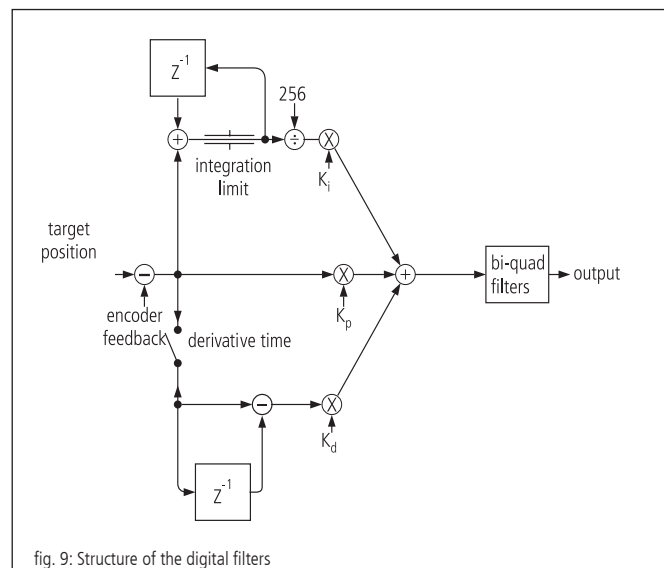 Z-1
256
+
÷
X
integration
limit
Ki
target
position
−
X
+
bi-quad
filters
output
encoder
feedback
Kp
derivative time
−
X
Kd
Z-1
fig. 9: Structure of the digital filters